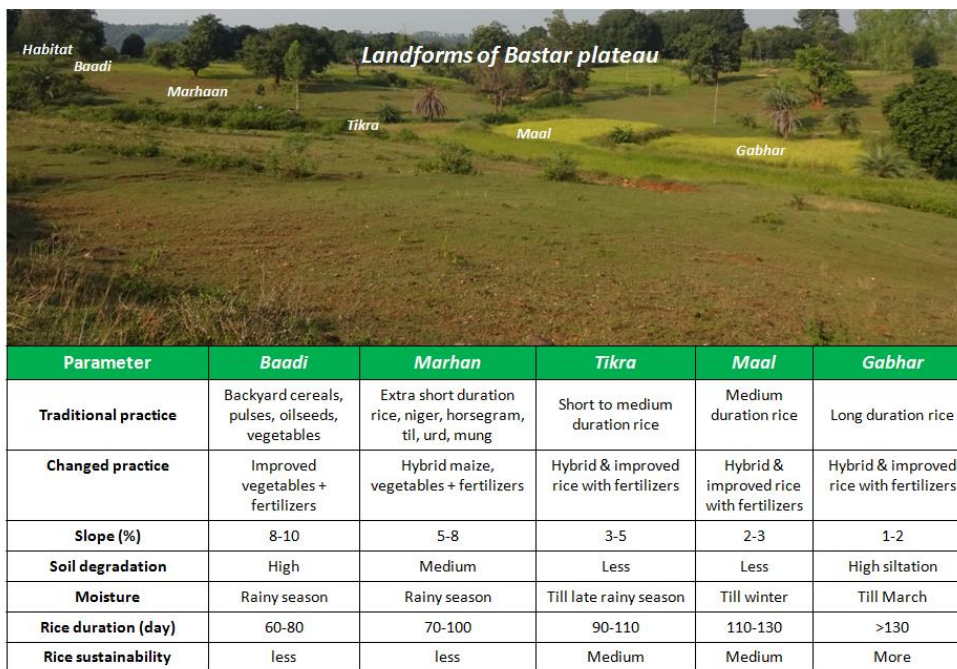 Landforms of Bastar plateau
Habitat
Baadi
Marhaan
Tikra
Maal
Gabhar
Parameter Baadi Marhan Tikra Maal Gabhar
Traditional practice Backyard cereals, pulses, oilseeds, vegetables Extra short duration rice, niger, horsegram, til, urd, mung Short to medium duration rice Medium duration rice Long duration rice
Changed practice Improved vegetables + fertilizers Hybrid maize, vegetables + fertilizers Hybrid & improved rice with fertilizers Hybrid & improved rice with fertilizers Hybrid & improved rice with fertilizers
Slope (%) 8-10 5-8 3-5 2-3 1-2
Soil degradation High Medium Less Less High siltation
Moisture Rainy season Rainy season Till late rainy season Till winter Till March
Rice duration (day) 60-80 70-100 90-110 110-130 >130
Rice sustainability less less Medium Medium More